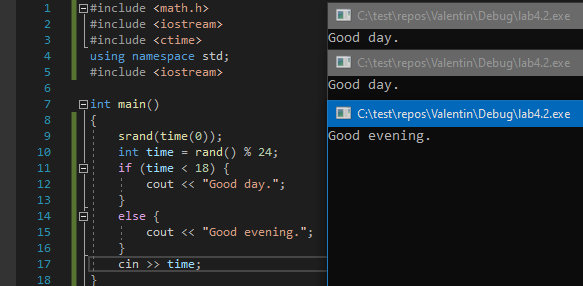 1 #include <math.h>
2 #include <iostream>
3 #include <ctime>
4 using namespace std;
5 #include <iostream>
6
7 int main()
8 {
9 srand(time(0));
10 int time = rand() % 24;
11 if (time < 18) {
12 cout << "Good day.";
13 }
14 else {
15 cout << "Good evening.";
16 }
17 cin >> time;
18 }
C:\test\repos\Valentin\Debug\lab4.2.exe
Good day.
C:\test\repos\Valentin\Debug\lab4.2.exe
Good day.
C:\test\repos\Valentin\Debug\lab4.2.exe
Good evening.